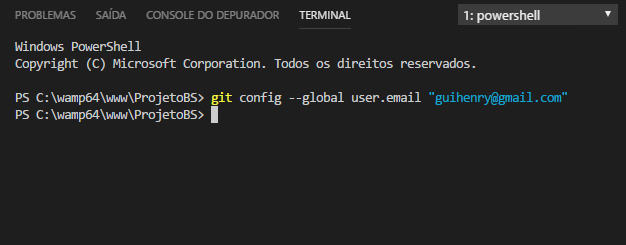 PROBLEMAS SAÍDA CONSOLE DO DEPURADOR TERMINAL 1: powershell
Windows PowerShell
Copyright (C) Microsoft Corporation. Todos os direitos reservados.
PS C:\wamp64\www\ProjetoBS> git config --global user.email "guihenry@gmail.com"
PS C:\wamp64\www\ProjetoBS>